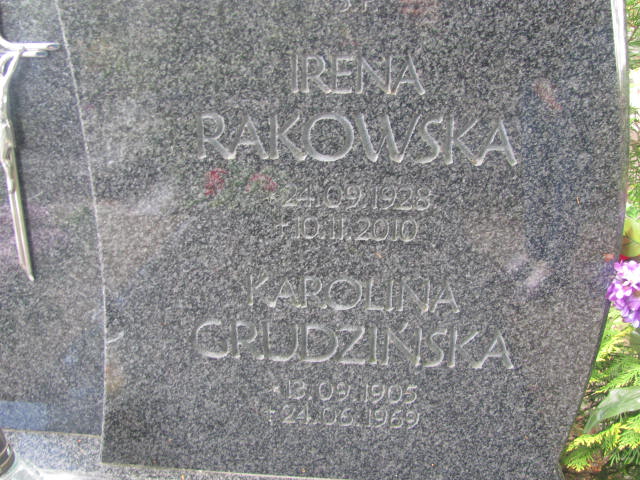 Ś.P.
IRENA
RAKOWSKA
* 24.09.1928
† 10.11.2010
KAROLINA
GRUDZIŃSKA
* 13.09.1905
† 24.06.1969